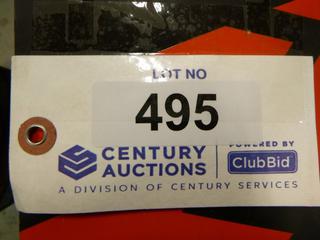 LOT NO
495
CENTURY
AUCTIONS
POWERED BY
ClubBid
A DIVISION OF CENTURY SERVICES